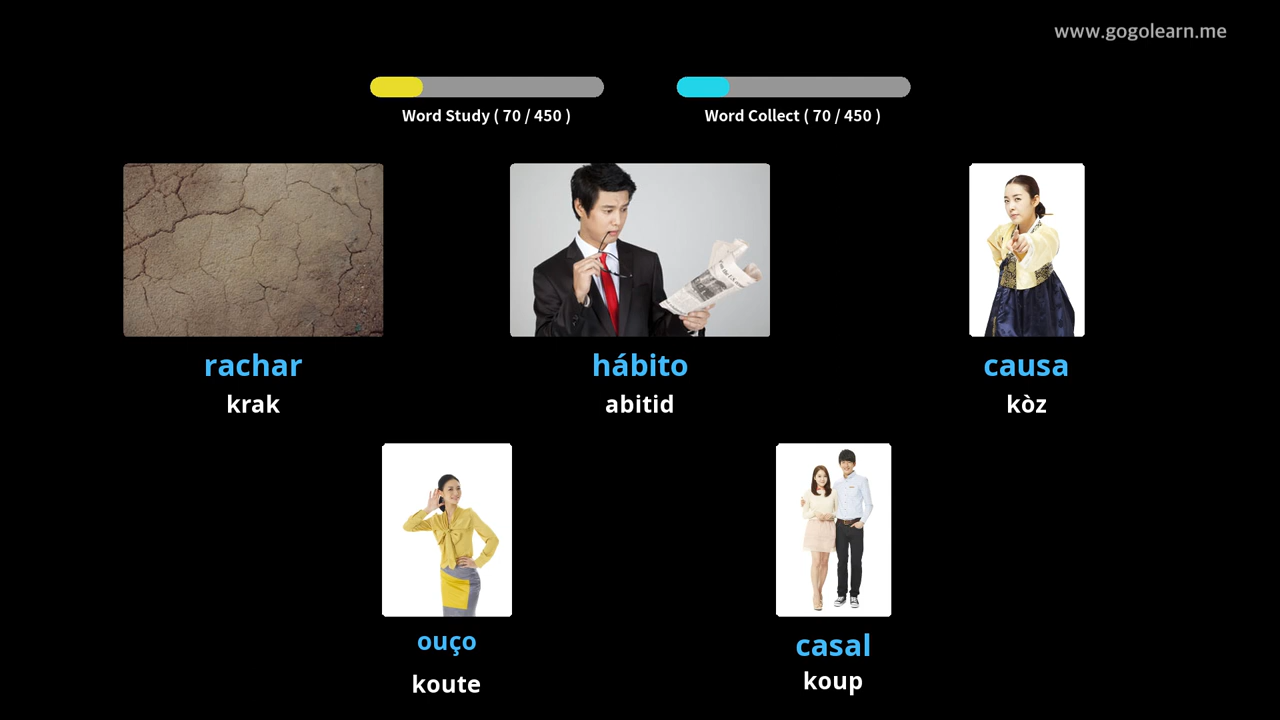 www.gogolearn.me
Word Study ( 70 / 450 )
Word Collect ( 70 / 450 )
rachar
krak
hábito
abitid
causa
kòz
ouço
koute
casal
koup